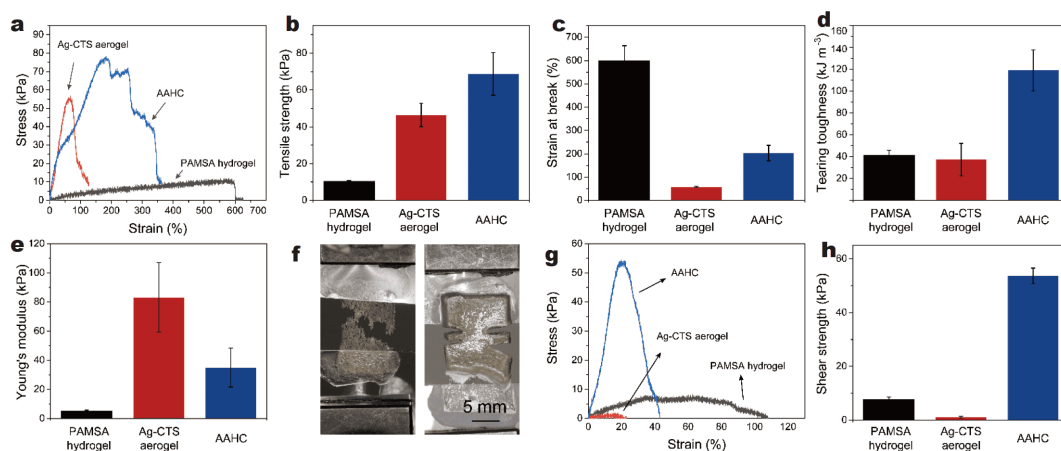 a
Stress (kPa)
90
80
70
60
50
40
30
20
10
0
Ag-CTS
aerogel
AAHC
PAMSA hydrogel
0 100 200 300 400 500 600 700
Strain (%)
b
Tensile strength (kPa)
100
80
60
40
20
0
PAMSA
hydrogel
Ag-CTS
aerogel
AAHC
c
Strain at break (%)
700
600
500
400
300
200
100
0
PAMSA
hydrogel
Ag-CTS
aerogel
AAHC
d
Tearing toughness (kJ m⁻³)
160
140
120
100
80
60
40
20
0
PAMSA
hydrogel
Ag-CTS
aerogel
AAHC
e
Young's modulus (kPa)
120
100
80
60
40
20
0
PAMSA
hydrogel
Ag-CTS
aerogel
AAHC
f
5 mm
g
Stress (kPa)
60
50
40
30
20
10
0
AAHC
Ag-CTS aerogel
PAMSA hydrogel
0 20 40 60 80 100 120
Strain (%)
h
Shear strength (kPa)
60
40
20
0
PAMSA
hydrogel
Ag-CTS
aerogel
AAHC